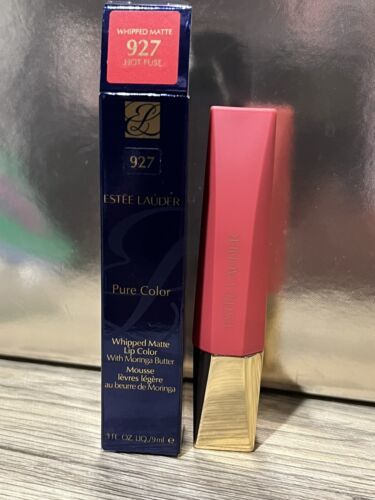 WHIPPED MATTE
927
HOT FUSE
927
ESTĒE LAUDER
Pure Color
Whipped Matte
Lip Color
With Moringa Butter
Mousse
lèvres légère
au beurre de Moringa
.3 FL. OZ. LIQ./9ml ℮
ESTĒE LAUDER